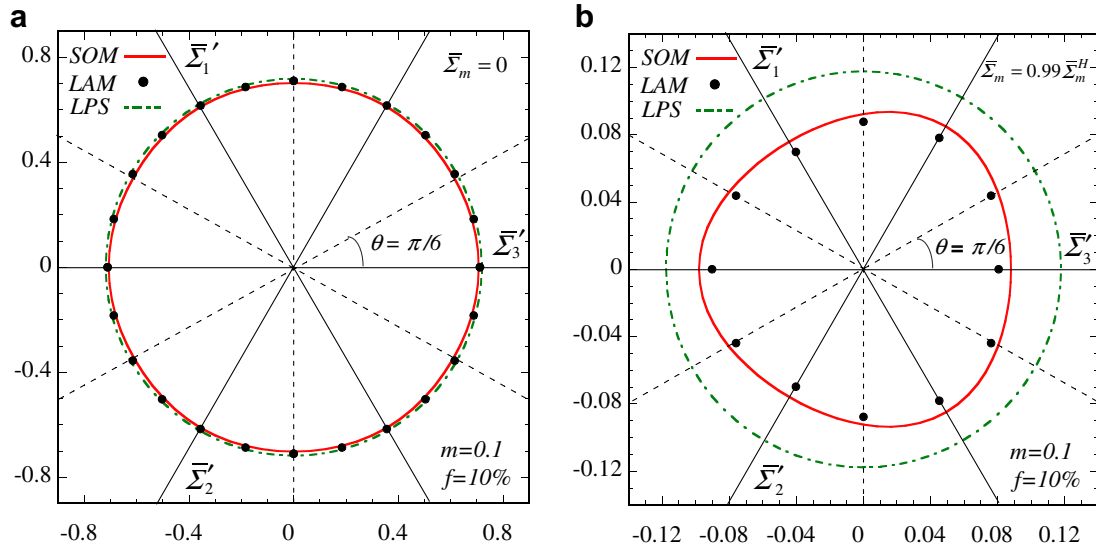 a
0.8
0.4
0
-0.4
-0.8
-0.8
-0.4
0
0.4
0.8
SOM
LAM
LPS
Σ̅₁′
Σ̅ₘ = 0
θ = π/6
Σ̅₃′
Σ̅₂′
m=0.1
f=10%
b
0.12
0.08
0.04
0
-0.04
-0.08
-0.12
-0.12
-0.08
-0.04
0
0.04
0.08
0.12
SOM
LAM
LPS
Σ̅₁′
Σ̅ₘ = 0.99 Σ̅ₘᴴ
θ = π/6
Σ̅₃′
Σ̅₂′
m=0.1
f=10%